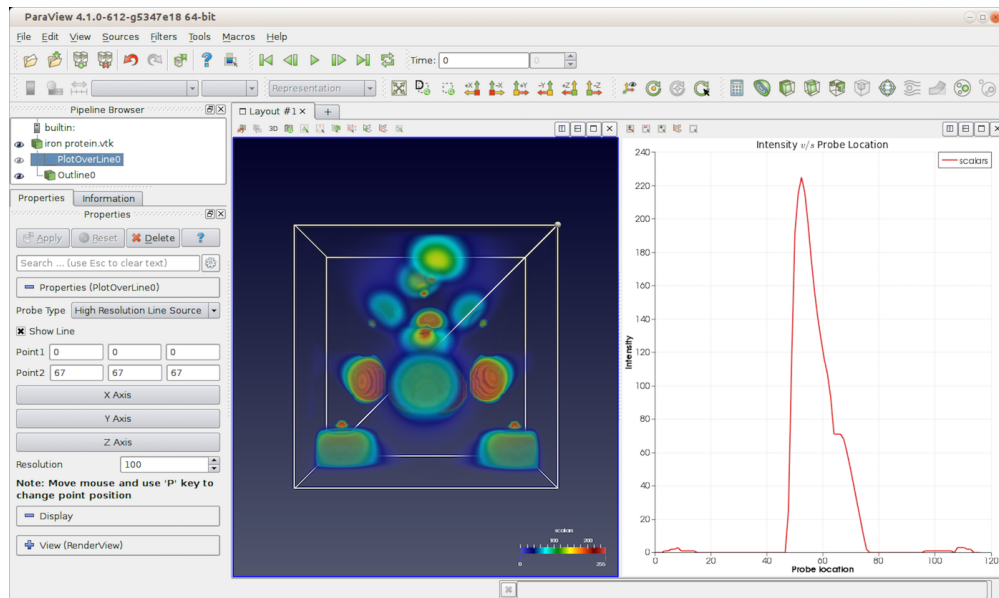 ParaView 4.1.0-612-g5347e18 64-bit
File Edit View Sources Filters Tools Macros Help
Time: 0 0
Representation
+X -X +Y -Y +Z -Z
Pipeline Browser
builtin:
iron protein.vtk
PlotOverLine0
Outline0
Properties Information
Properties
Apply Reset Delete ?
Search ... (use Esc to clear text)
Properties (PlotOverLine0)
Probe Type High Resolution Line Source
Show Line
Point1 0 0 0
Point2 67 67 67
X Axis
Y Axis
Z Axis
Resolution 100
Note: Move mouse and use 'P' key to
change point position
Display
View (RenderView)
Layout #1 × +
3D
scalars
100 200
0 255
Intensity v/s Probe Location
scalars
240
220
200
180
160
140
120
100
80
60
40
20
0
Intensity
0 20 40 60 80 100 120
Probe location